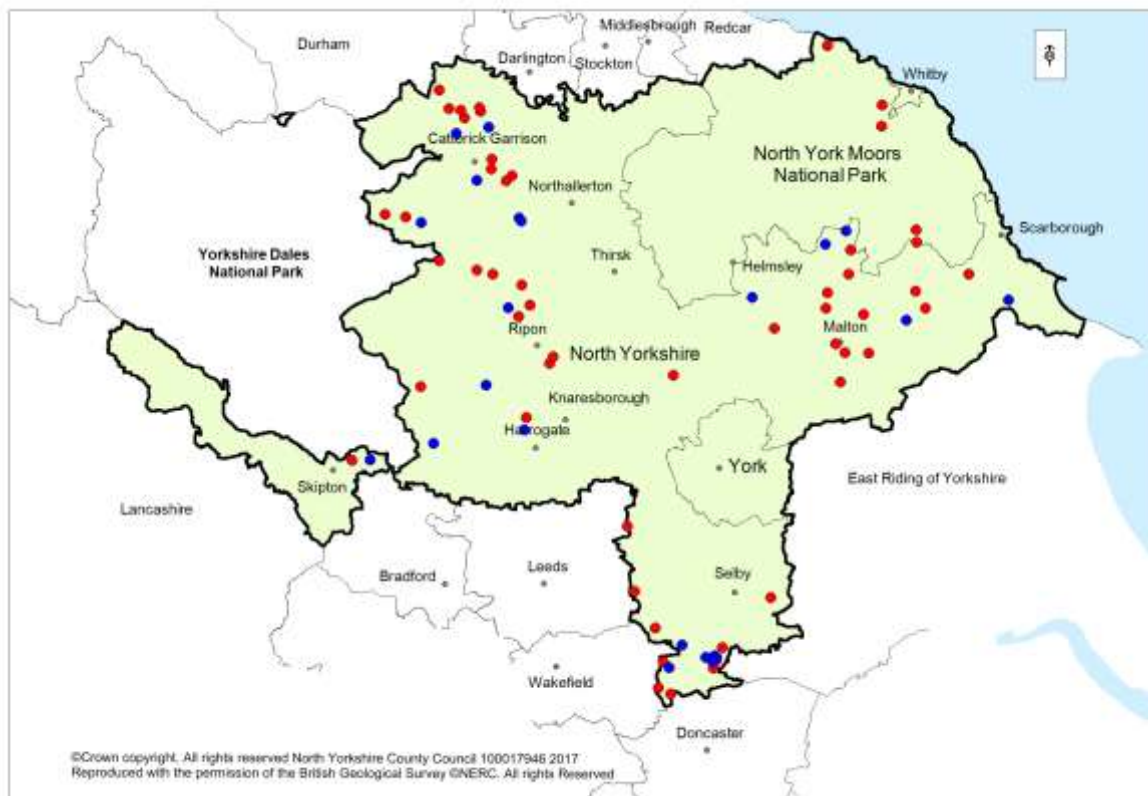 Middlesbrough
Redcar
Durham
Darlington
Stockton
Whitby
Catterick Garrison
North York Moors
National Park
Northallerton
Scarborough
Yorkshire Dales
National Park
Thirsk
Helmsley
Ripon
Malton
North Yorkshire
Knaresborough
Harrogate
York
Skipton
East Riding of Yorkshire
Lancashire
Bradford
Leeds
Selby
Wakefield
Doncaster
©Crown copyright. All rights reserved North Yorkshire County Council 100017946 2017
Reproduced with the permission of the British Geological Survey ©NERC. All rights Reserved